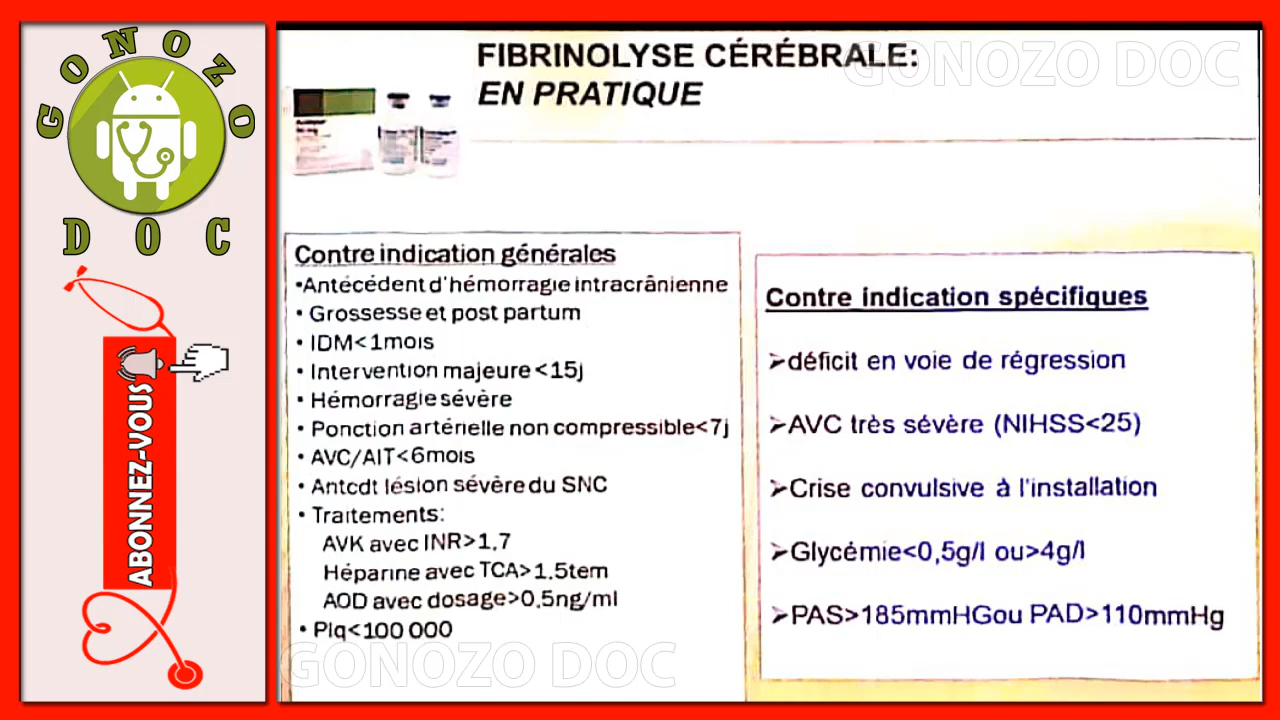 GONOZO
DOC
ABONNEZ-VOUS
GONOZO DOC
FIBRINOLYSE CÉRÉBRALE:
EN PRATIQUE
Contre indication générales
•Antécédent d'hémorragie intracrânienne
• Grossesse et post partum
• IDM<1mois
• Intervention majeure <15j
• Hémorragie sévère
• Ponction artérielle non compressible<7j
• AVC/AIT<6mois
• Antcdt lésion sévère du SNC
• Traitements:
AVK avec INR>1,7
Héparine avec TCA>1.5tem
AOD avec dosage>0,5ng/ml
• Plq<100 000
Contre indication spécifiques
➢déficit en voie de régression
➢AVC très sévère (NIHSS<25)
➢Crise convulsive à l'installation
➢Glycémie<0,5g/l ou>4g/l
➢PAS>185mmHGou PAD>110mmHg
GONOZO DOC